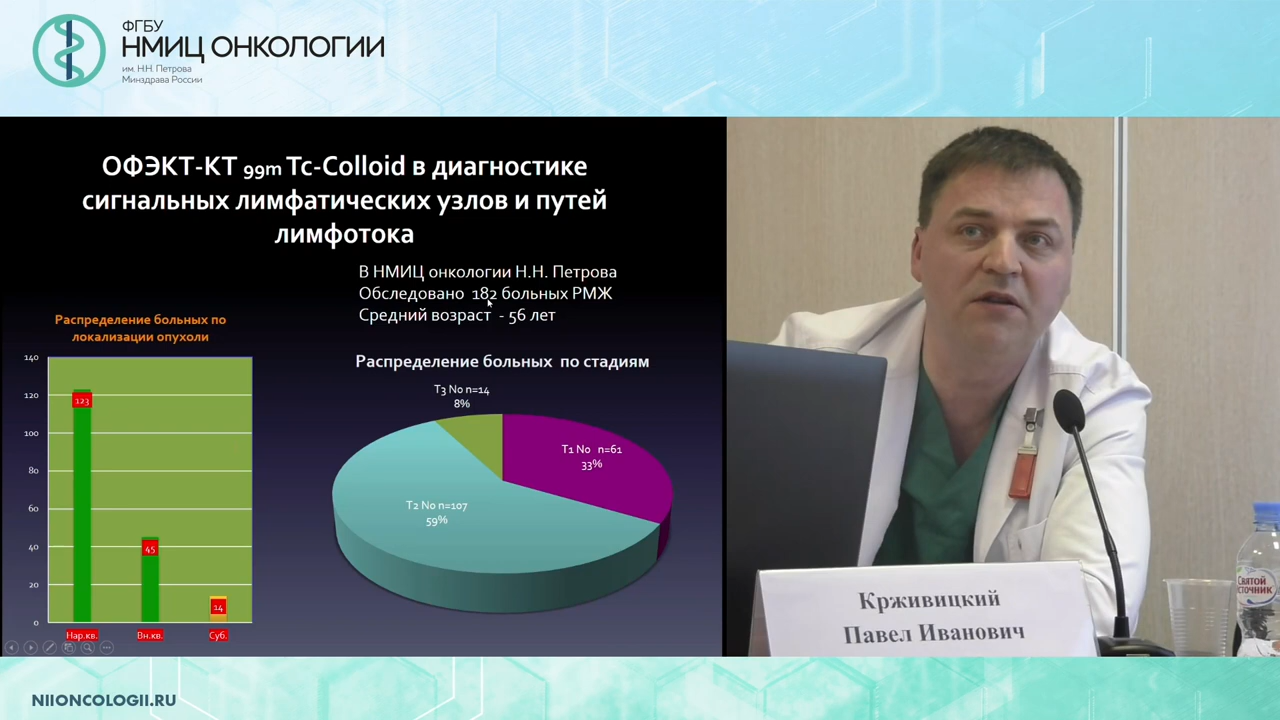 ФГБУ
НМИЦ ОНКОЛОГИИ
им. Н.Н. Петрова
Минздрава России
ОФЭКТ-КТ 99m Tc-Colloid в диагностике
сигнальных лимфатических узлов и путей
лимфотока
В НМИЦ онкологии Н.Н. Петрова
Обследовано 182 больных РМЖ
Средний возраст - 56 лет
Распределение больных по
локализации опухоли
140
120
100
80
60
40
20
0
123
45
14
Нар.кв.
Вн.кв.
Суб.
Распределение больных по стадиям
T3 N0 n=14
8%
T1 N0 n=61
33%
T2 N0 n=107
59%
Крживицкий
Павел Иванович
СВЯТОЙ
ИСТОЧНИК
NIIONCOLOGII.RU